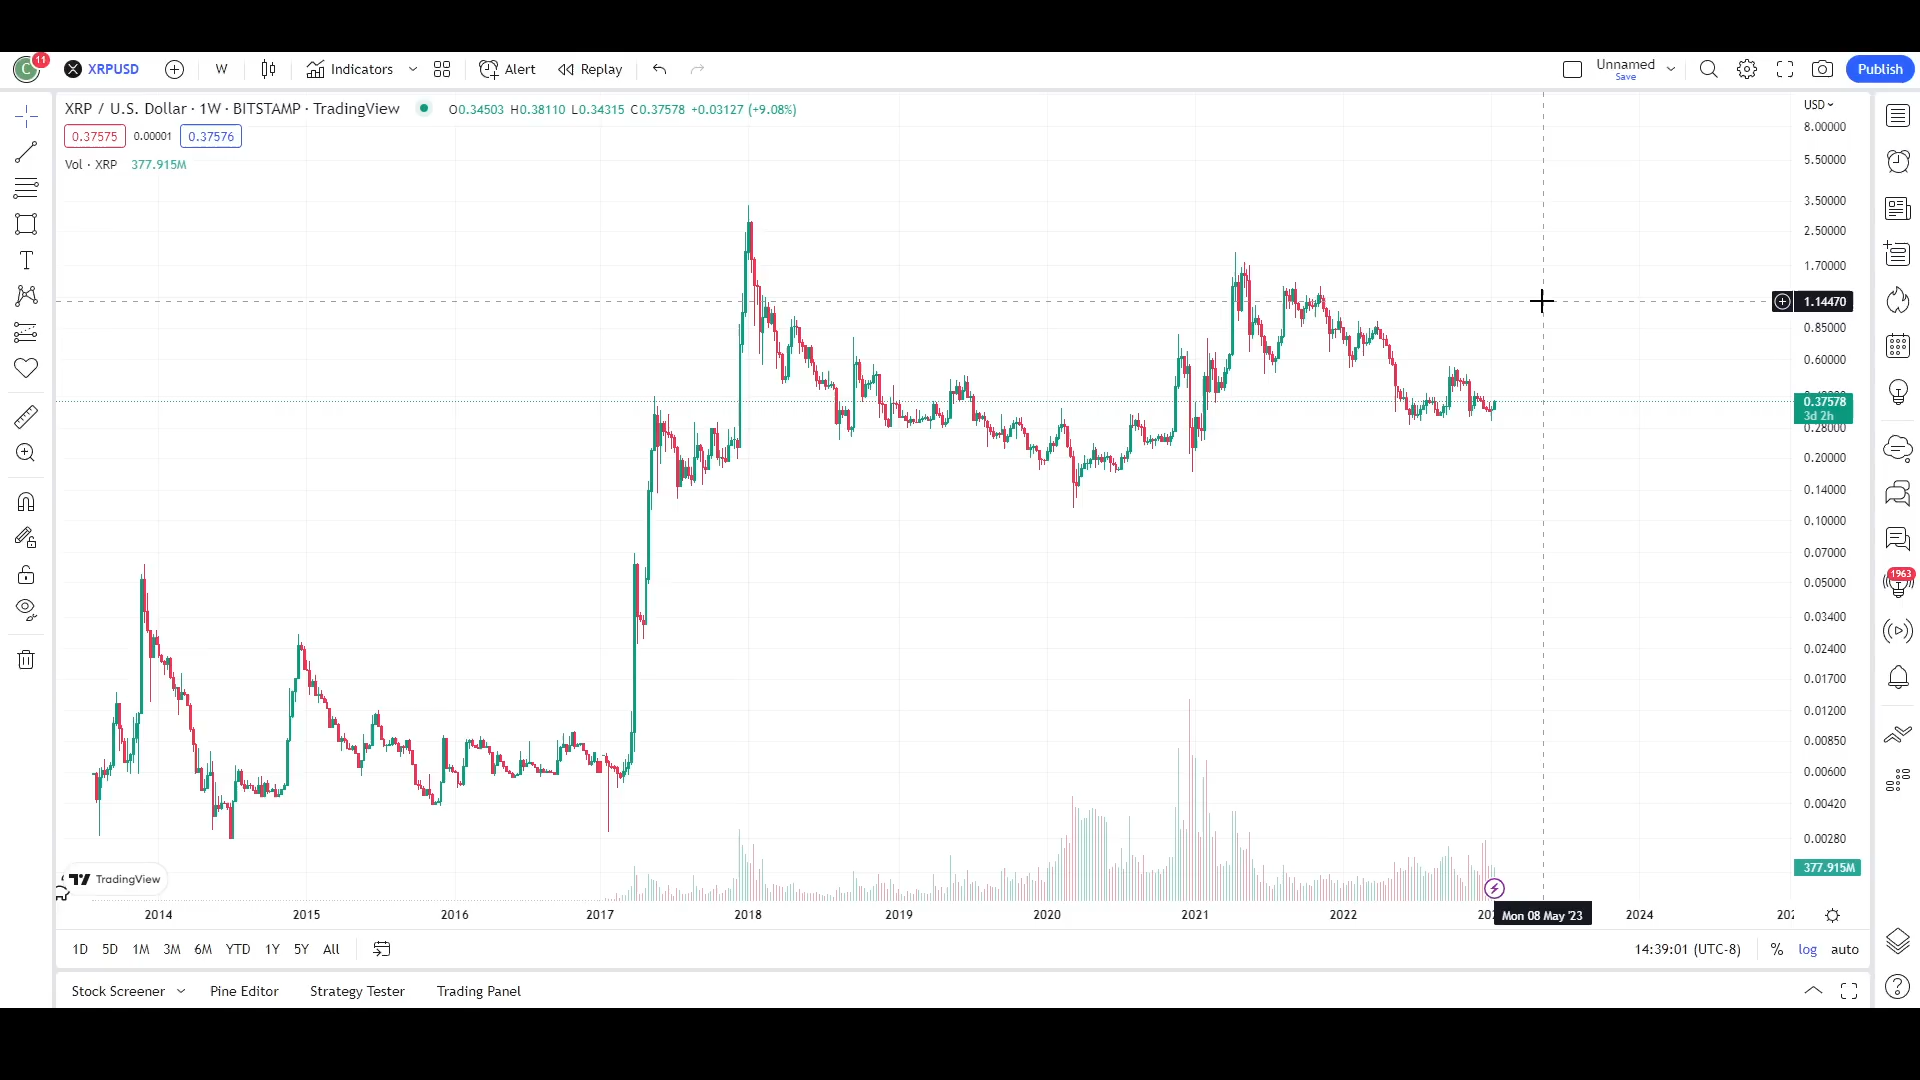 C 11 XRPUSD W Indicators Alert Replay Unnamed Save Publish
XRP / U.S. Dollar · 1W · BITSTAMP · TradingView O0.34503 H0.38110 L0.34315 C0.37578 +0.03127 (+9.08%)
0.37575 0.00001 0.37576
Vol · XRP 377.915M
USD
8.00000
5.50000
3.50000
2.50000
1.70000
1.14470
0.85000
0.60000
0.37578
3d 2h
0.28000
0.20000
0.14000
0.10000
0.07000
0.05000
1963
0.03400
0.02400
0.01700
0.01200
0.00850
0.00600
0.00420
0.00280
377.915M
TradingView
2014 2015 2016 2017 2018 2019 2020 2021 2022 Mon 08 May '23 2024
1D 5D 1M 3M 6M YTD 1Y 5Y All 14:39:01 (UTC-8) % log auto
Stock Screener Pine Editor Strategy Tester Trading Panel